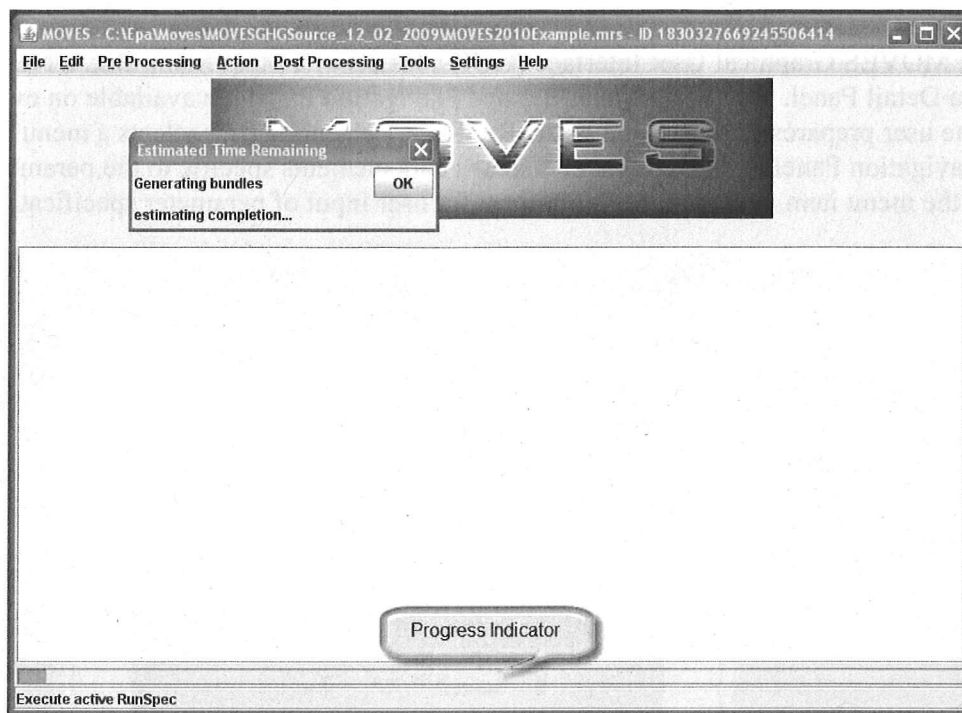 MOVES - C:\Epa\Moves\MOVESGHGSource_12_02_2009\MOVES2010Example.mrs - ID 1830327669245506414
File Edit Pre Processing Action Post Processing Tools Settings Help
MOVES
Estimated Time Remaining
Generating bundles OK
estimating completion...
Progress Indicator
Execute active RunSpec